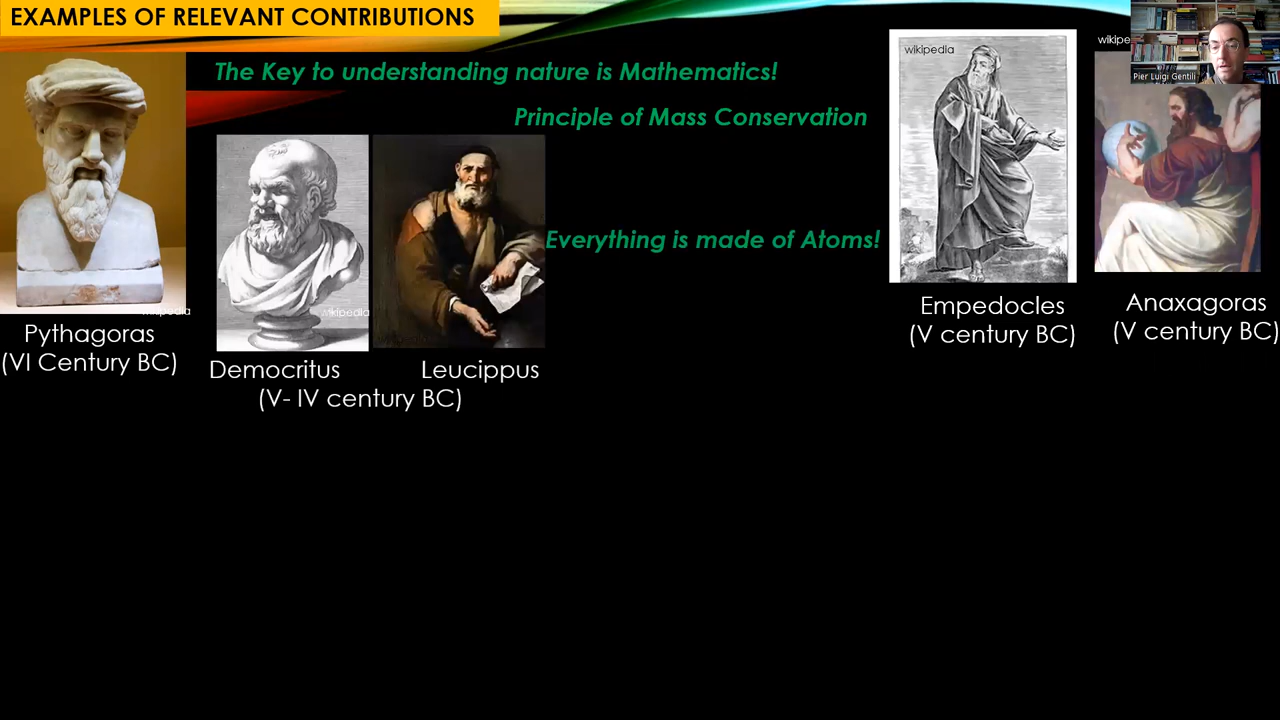 EXAMPLES OF RELEVANT CONTRIBUTIONS
The Key to understanding nature is Mathematics!
Principle of Mass Conservation
Everything is made of Atoms!
wikipedia
Pier Luigi Gentili
wikipedia
wikipedia
Pythagoras
(VI Century BC)
Democritus
Leucippus
(V- IV century BC)
Empedocles
(V century BC)
Anaxagoras
(V century BC)